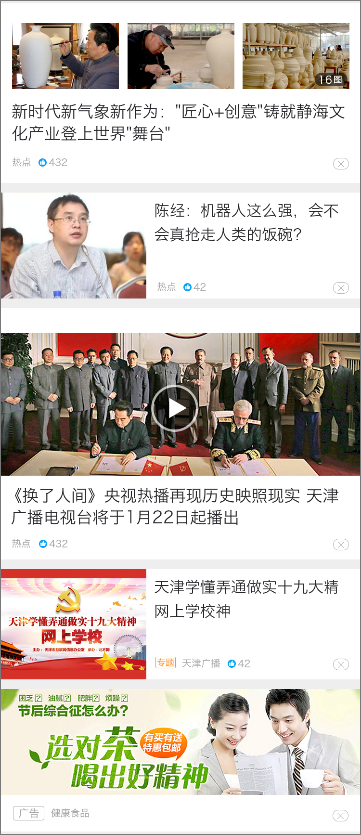 16图
新时代新气象新作为："匠心+创意"铸就静海文
化产业登上世界"舞台"
热点 432
陈经：机器人这么强，会不
会真抢走人类的饭碗？
热点 42
《换了人间》央视热播再现历史映照现实 天津
广播电视台将于1月22日起播出
热点 432
天津学懂弄通做实十九大精神
网上学校
天津学懂弄通做实十九大精
网上学校神
专题 天津广播 42
困乏 油腻 肥胖 烦躁
节后综合征怎么办？
选对茶
有买有送
特惠包邮
喝出好精神
广告 健康食品